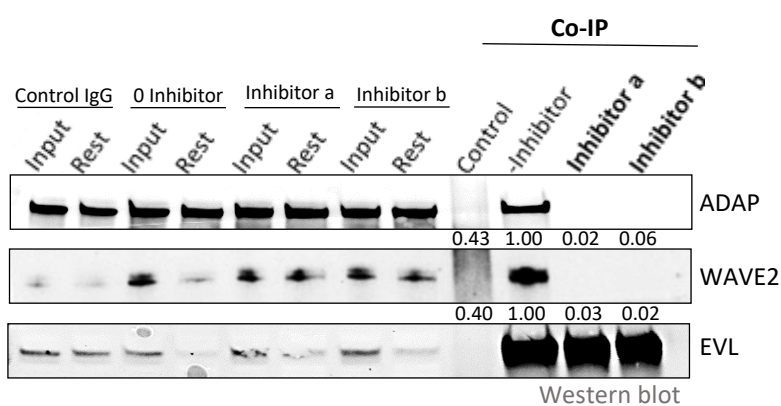 Co-IP
Control IgG 0 Inhibitor Inhibitor a Inhibitor b
Input Rest Input Rest Input Rest Input Rest Control -Inhibitor Inhibitor a Inhibitor b
ADAP
0.43 1.00 0.02 0.06
WAVE2
0.40 1.00 0.03 0.02
EVL
Western blot